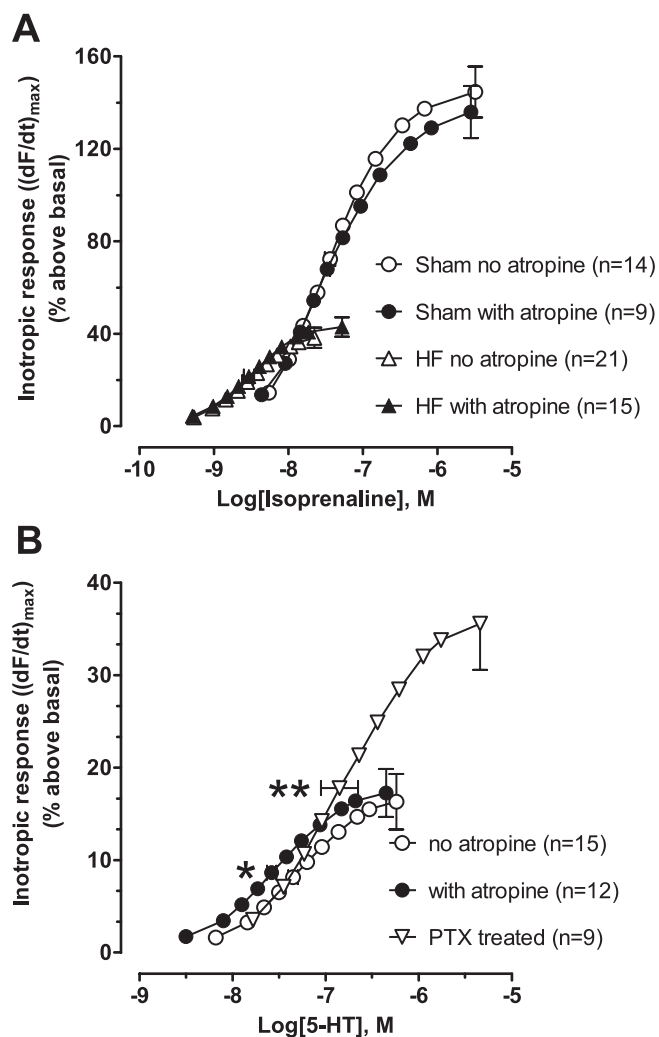 A
Inotropic response ((dF/dt)max)
(% above basal)
160
120
80
40
0
Sham no atropine (n=14)
Sham with atropine (n=9)
HF no atropine (n=21)
HF with atropine (n=15)
-10 -9 -8 -7 -6 -5
Log[Isoprenaline], M
B
Inotropic response ((dF/dt)max)
(% above basal)
40
30
20
10
0
**
*
no atropine (n=15)
with atropine (n=12)
PTX treated (n=9)
-9 -8 -7 -6 -5
Log[5-HT], M